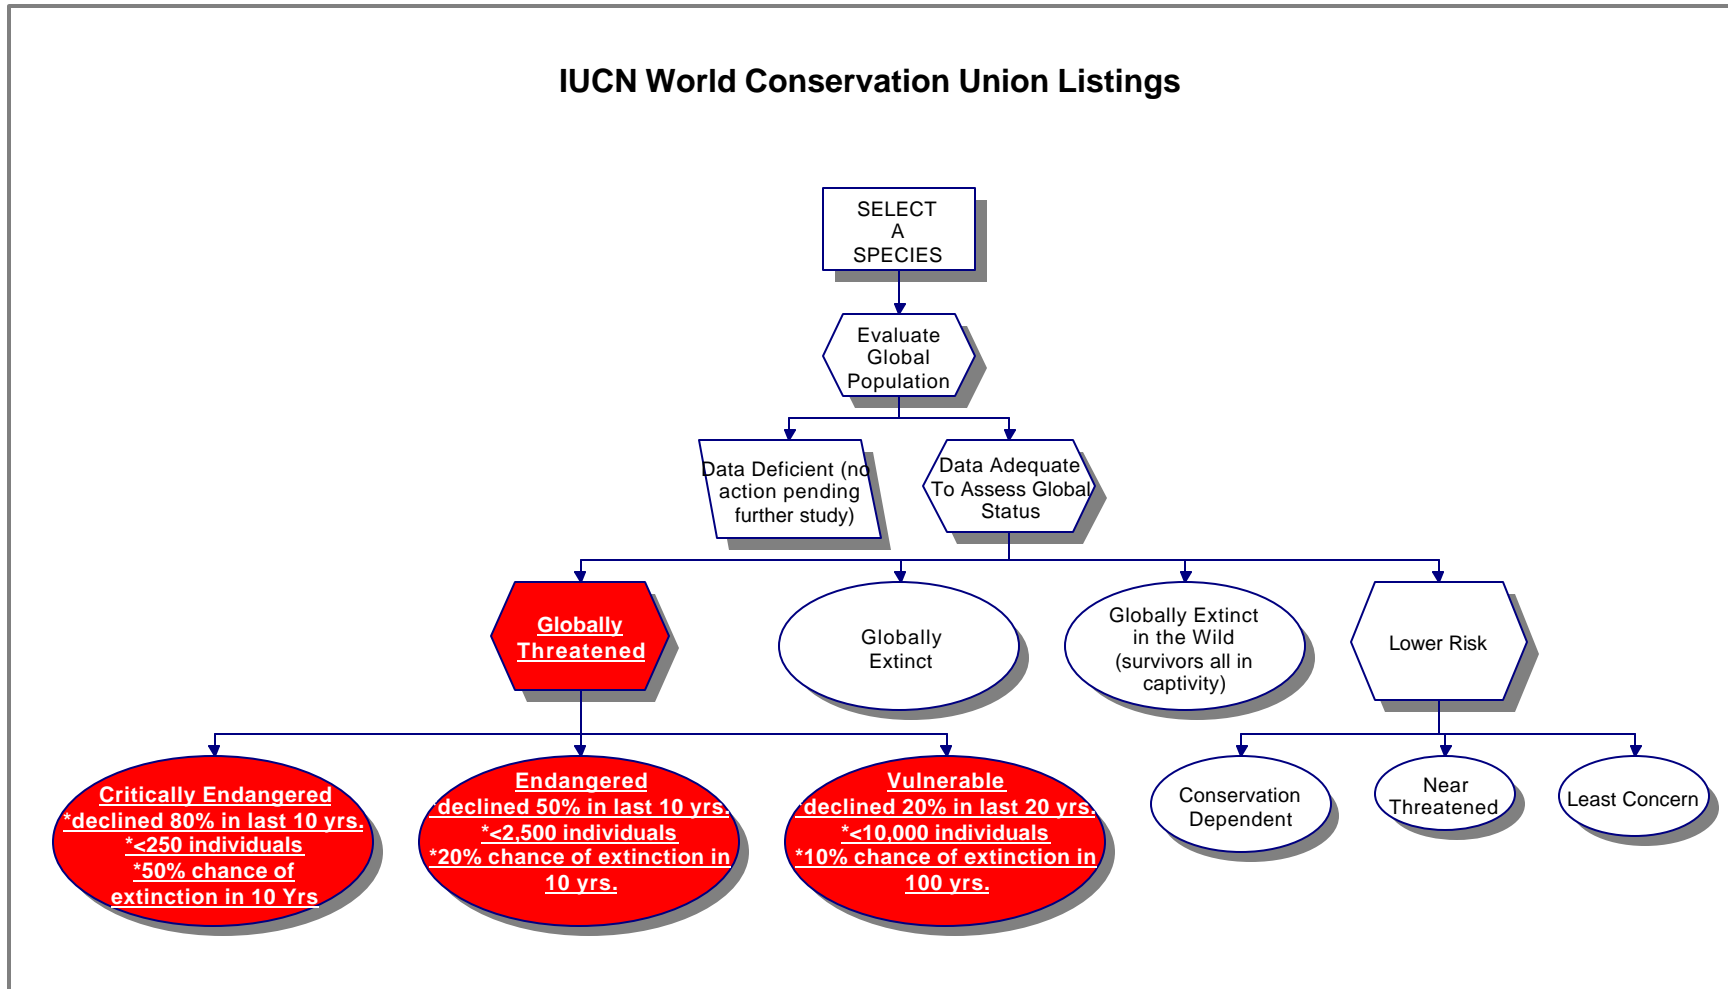 IUCN World Conservation Union Listings
SELECT
A
SPECIES
Evaluate
Global
Population
Data Deficient (no
action pending
further study)
Data Adequate
To Assess Global
Status
Globally
Threatened
Globally
Extinct
Globally Extinct
in the Wild
(survivors all in
captivity)
Lower Risk
Critically Endangered
*declined 80% in last 10 yrs.
*<250 individuals
*50% chance of
extinction in 10 Yrs
Endangered
*declined 50% in last 10 yrs.
*<2,500 individuals
*20% chance of extinction in
10 yrs.
Vulnerable
*declined 20% in last 20 yrs.
*<10,000 individuals
*10% chance of extinction in
100 yrs.
Conservation
Dependent
Near
Threatened
Least Concern